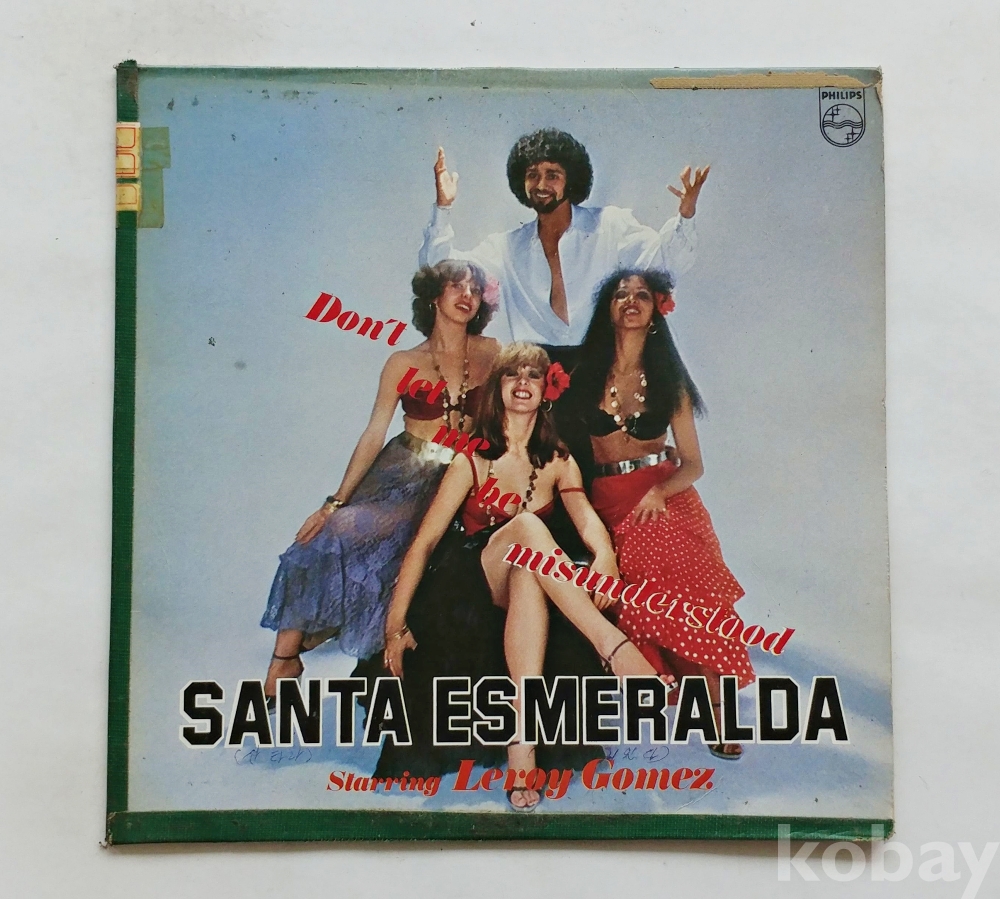 PHILIPS
Don't
let
me
be
misunderstood
SANTA ESMERALDA
Starring Leroy Gomez
kobay